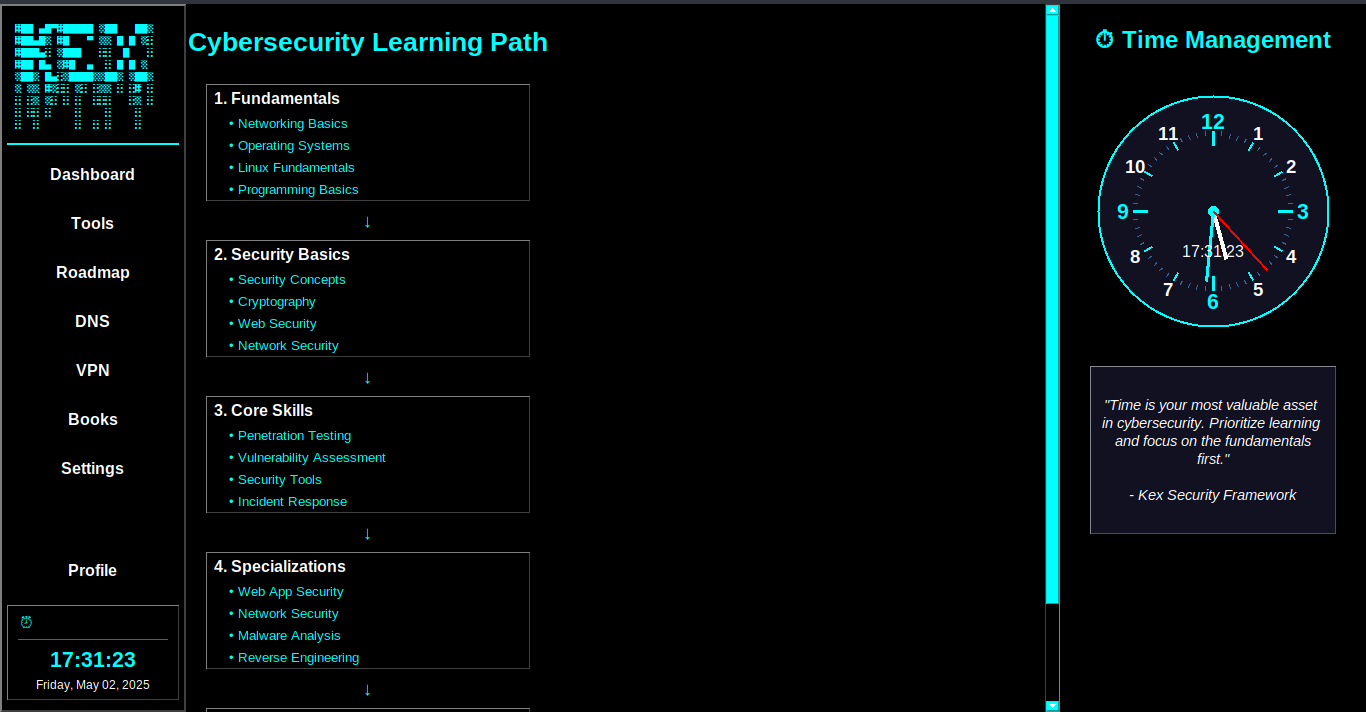 KEX
Dashboard
Tools
Roadmap
DNS
VPN
Books
Settings
Profile
17:31:23
Friday, May 02, 2025
Cybersecurity Learning Path
1. Fundamentals
• Networking Basics
• Operating Systems
• Linux Fundamentals
• Programming Basics
↓
2. Security Basics
• Security Concepts
• Cryptography
• Web Security
• Network Security
↓
3. Core Skills
• Penetration Testing
• Vulnerability Assessment
• Security Tools
• Incident Response
↓
4. Specializations
• Web App Security
• Network Security
• Malware Analysis
• Reverse Engineering
↓
⏱ Time Management
12
1
2
3
4
5
6
7
8
9
10
11
17:31:23
"Time is your most valuable asset
in cybersecurity. Prioritize learning
and focus on the fundamentals
first."
- Kex Security Framework